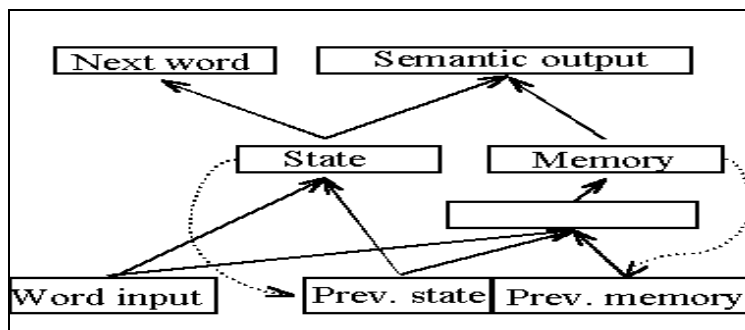 Next word
Semantic output
State
Memory
Word input
Prev. state
Prev. memory